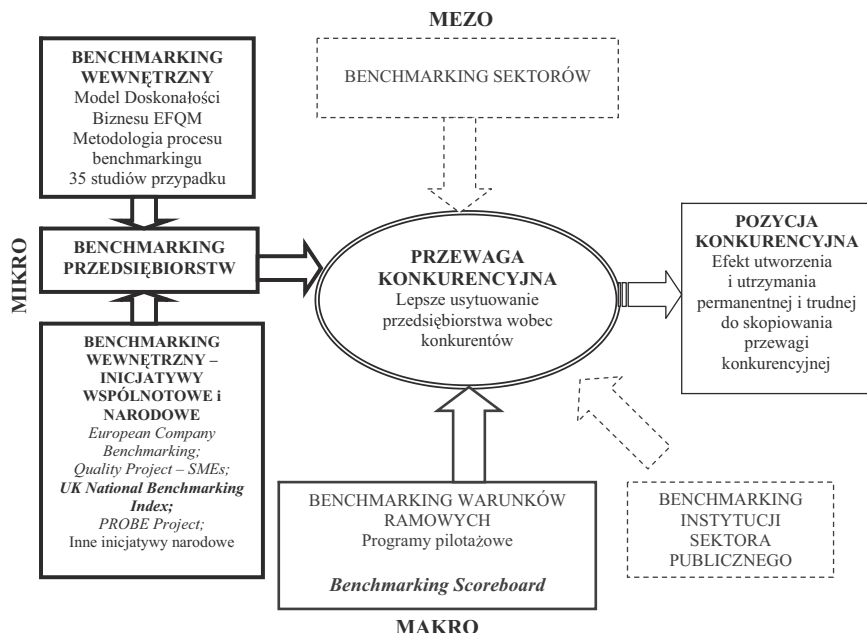 MEZO
BENCHMARKING
WEWNĘTRZNY
Model Doskonałości
Biznesu EFQM
Metodologia procesu
benchmarkingu
35 studiów przypadku
BENCHMARKING SEKTORÓW
MIKRO
BENCHMARKING
PRZEDSIĘBIORSTW
PRZEWAGA
KONKURENCYJNA
Lepsze usytuowanie
przedsiębiorstwa wobec
konkurentów
POZYCJA
KONKURENCYJNA
Efekt utworzenia
i utrzymania
permanentnej i trudnej
do skopiowania
przewagi
konkurencyjnej
BENCHMARKING
WEWNĘTRZNY –
INICJATYWY
WSPÓLNOTOWE i
NARODOWE
European Company
Benchmarking;
Quality Project – SMEs;
UK National Benchmarking
Index;
PROBE Project;
Inne inicjatywy narodowe
BENCHMARKING WARUNKÓW
RAMOWYCH
Programy pilotażowe
Benchmarking Scoreboard
BENCHMARKING
INSTYTUCJI
SEKTORA
PUBLICZNEGO
MAKRO